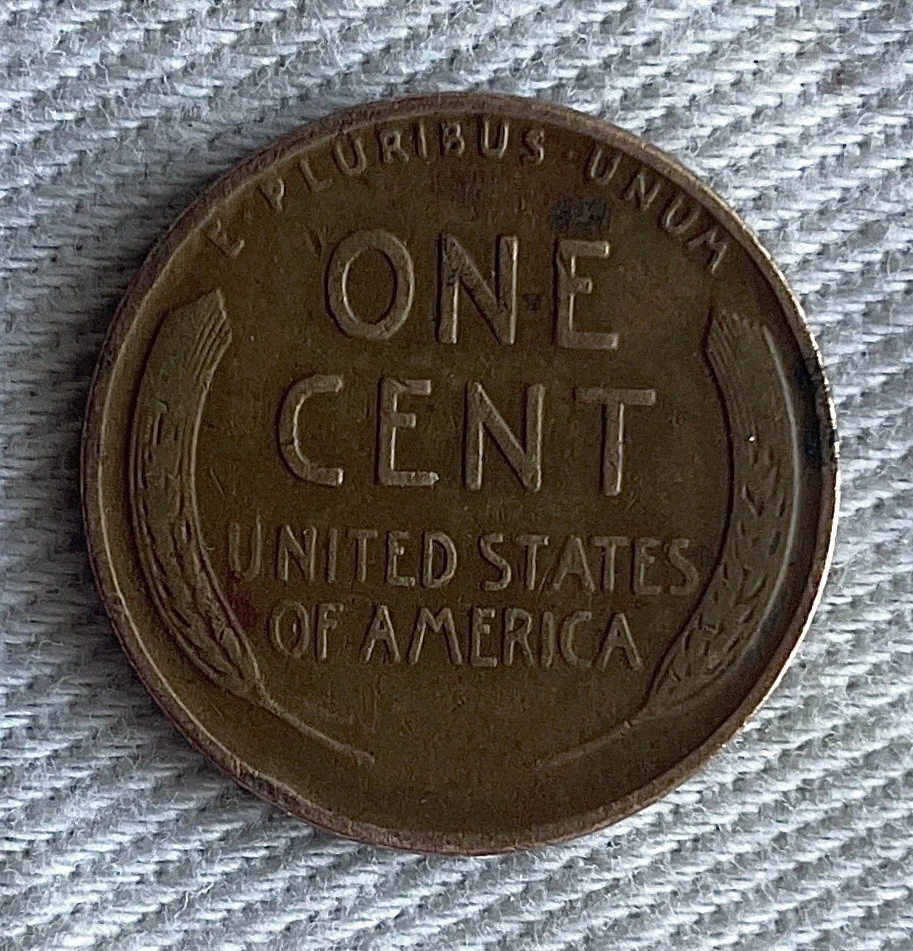 E · PLURIBUS · UNUM
ONE
CENT
UNITED STATES
OF AMERICA